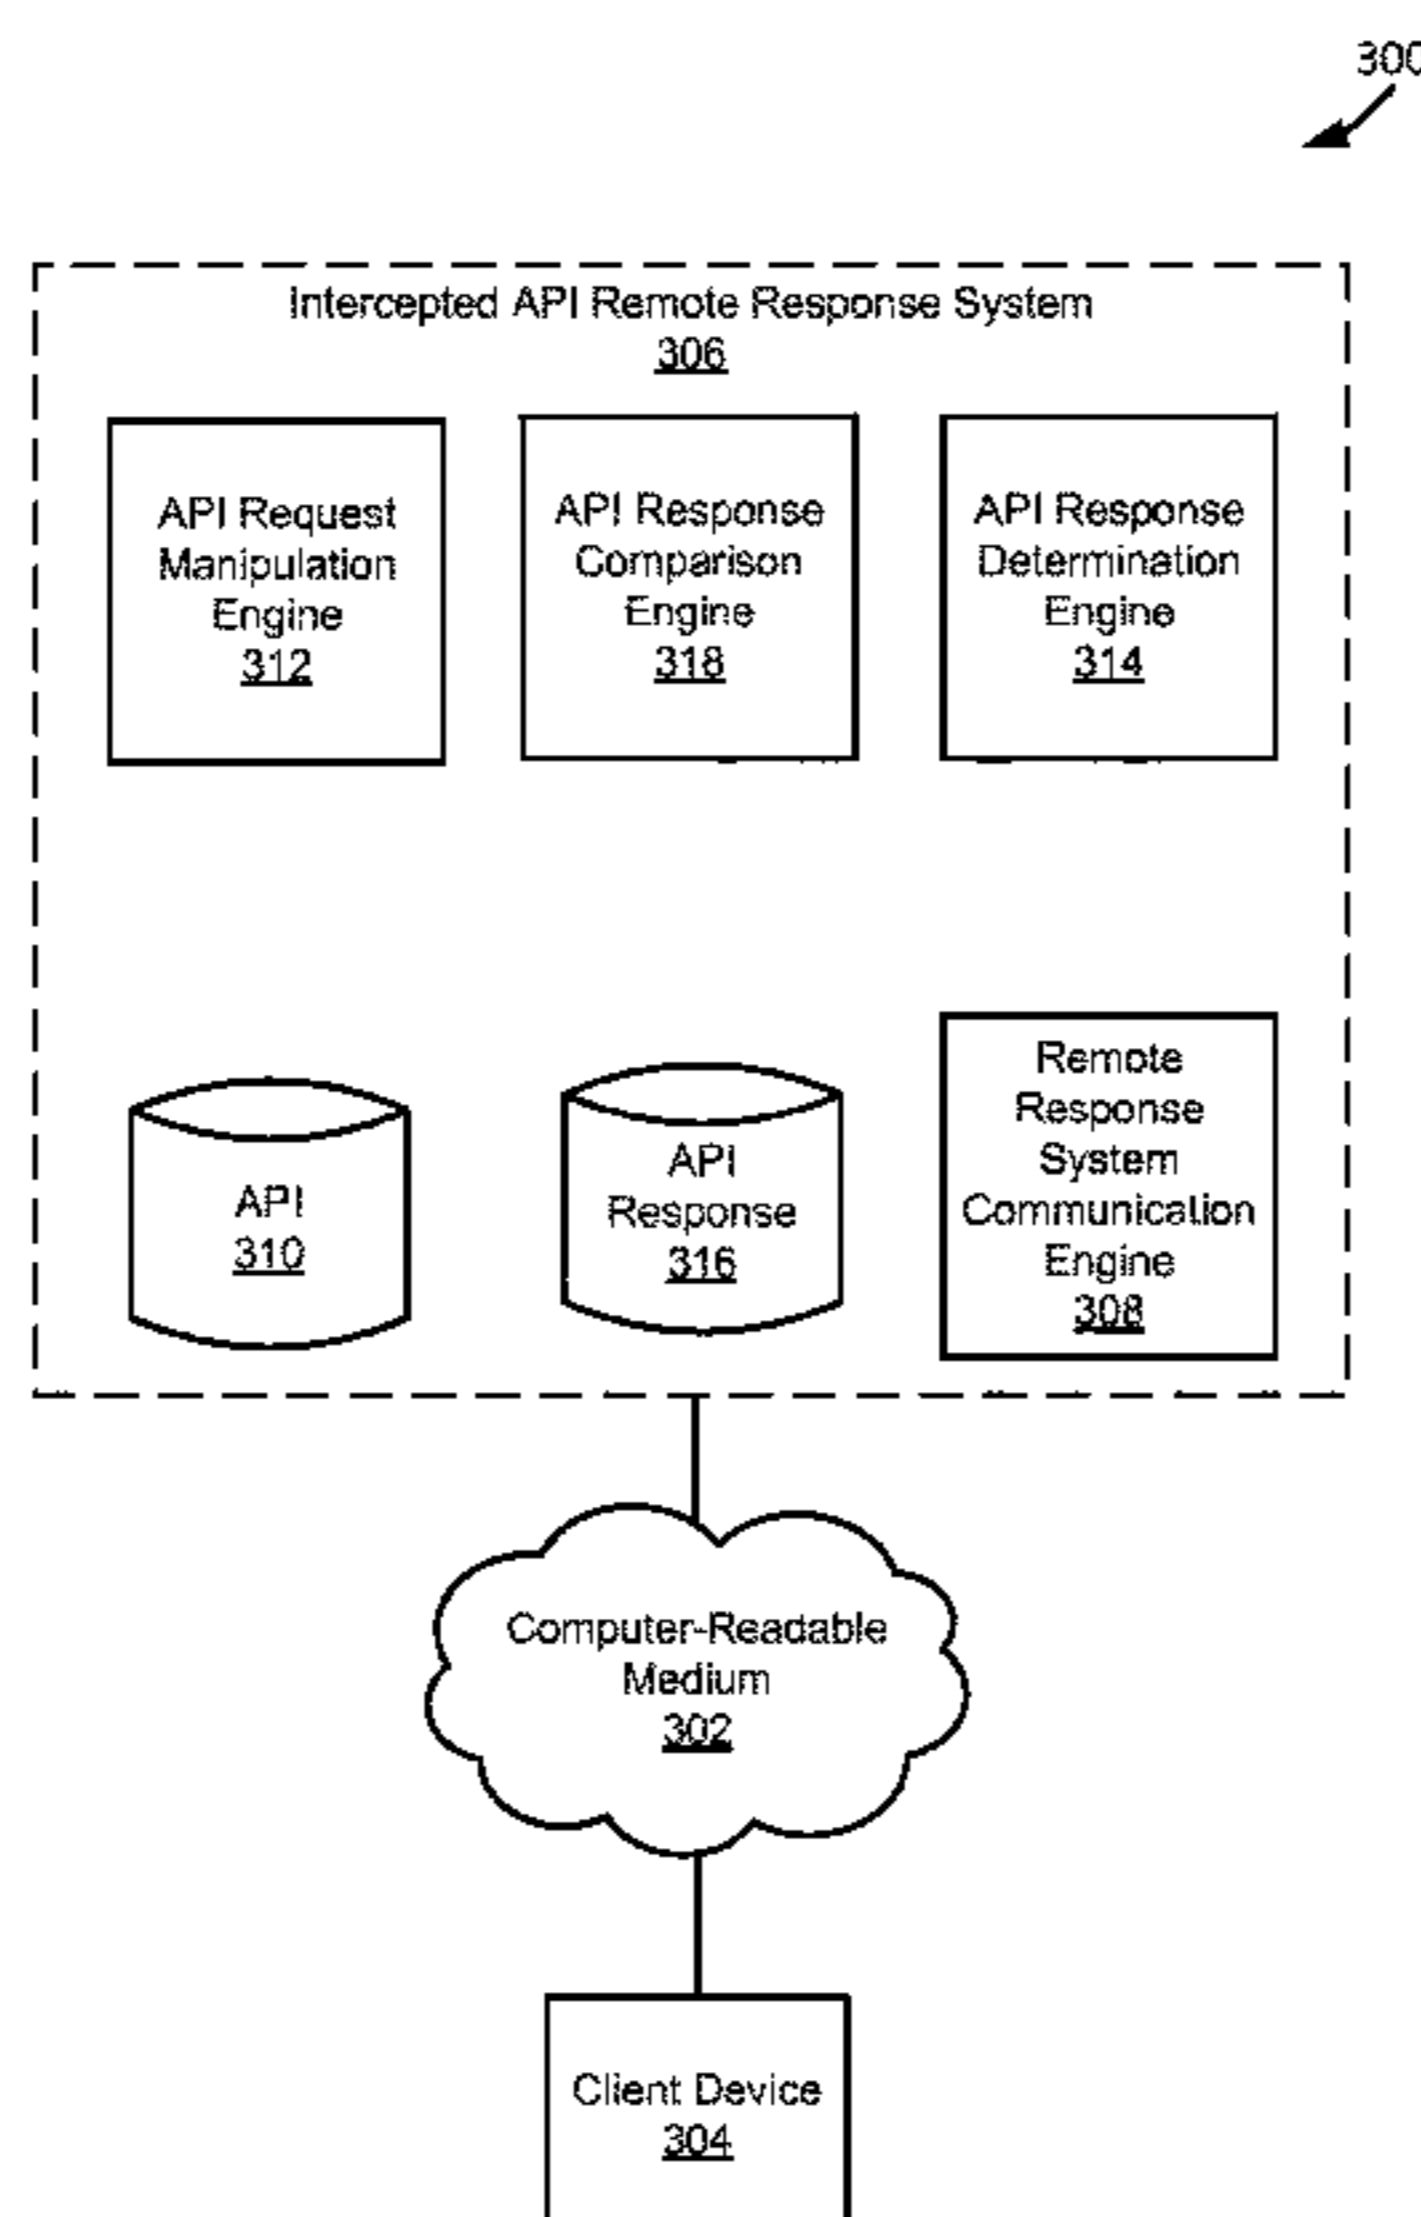 300
Intercepted API Remote Response System
306
API Request
Manipulation
Engine
312
API Response
Comparison
Engine
318
API Response
Determination
Engine
314
API
310
API
Response
316
Remote
Response
System
Communication
Engine
308
Computer-Readable
Medium
302
Client Device
304